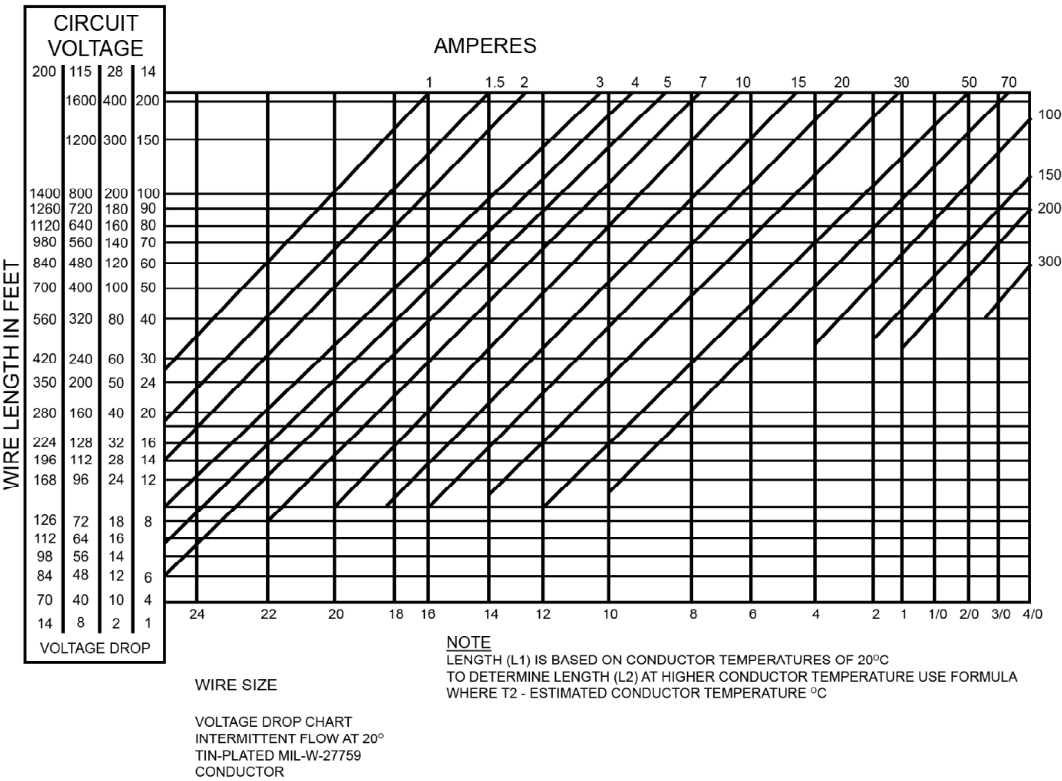 CIRCUIT
VOLTAGE
AMPERES
200 115 28 14
1 1.5 2 3 4 5 7 10 15 20 30 50 70
1600 400 200
100
1200 300 150
150
1400 800 200 100
1260 720 180 90
200
1120 640 160 80
980 560 140 70
840 480 120 60
300
700 400 100 50
560 320 80 40
420 240 60 30
350 200 50 24
280 160 40 20
224 128 32 16
196 112 28 14
168 96 24 12
126 72 18 8
112 64 16
98 56 14
84 48 12 6
70 40 10 4
14 8 2 1
WIRE LENGTH IN FEET
VOLTAGE DROP
24 22 20 18 16 14 12 10 8 6 4 2 1 1/0 2/0 3/0 4/0
NOTE
LENGTH (L1) IS BASED ON CONDUCTOR TEMPERATURES OF 20⁰C
TO DETERMINE LENGTH (L2) AT HIGHER CONDUCTOR TEMPERATURE USE FORMULA
WHERE T2 - ESTIMATED CONDUCTOR TEMPERATURE ⁰C
WIRE SIZE
VOLTAGE DROP CHART
INTERMITTENT FLOW AT 20⁰
TIN-PLATED MIL-W-27759
CONDUCTOR